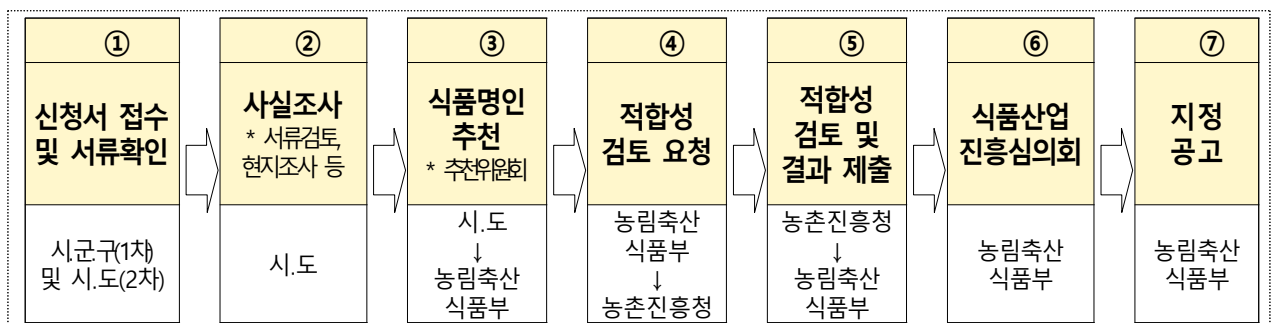 ①
신청서 접수
및 서류확인
시.군.구(1차)
및 시.도(2차)
②
사실조사
* 서류검토,
현지조사 등
시.도
③
식품명인
추천
* 추천위원회
시.도
↓
농림축산
식품부
④
적합성
검토 요청
농림축산
식품부
↓
농촌진흥청
⑤
적합성
검토 및
결과 제출
농촌진흥청
↓
농림축산
식품부
⑥
식품산업
진흥심의회
농림축산
식품부
⑦
지정
공고
농림축산
식품부